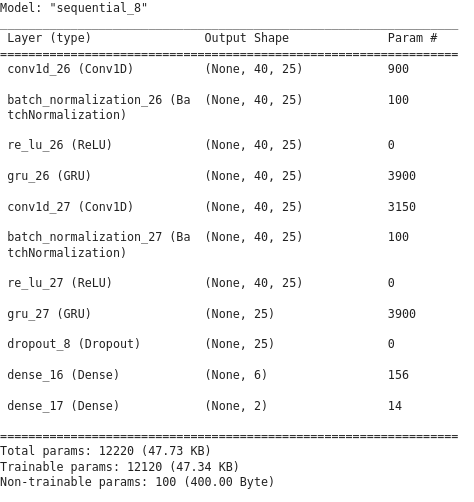 Model: "sequential_8"
Layer (type) Output Shape Param #
conv1d_26 (Conv1D) (None, 40, 25) 900
batch_normalization_26 (Ba (None, 40, 25) 100
tchNormalization)
re_lu_26 (ReLU) (None, 40, 25) 0
gru_26 (GRU) (None, 40, 25) 3900
conv1d_27 (Conv1D) (None, 40, 25) 3150
batch_normalization_27 (Ba (None, 40, 25) 100
tchNormalization)
re_lu_27 (ReLU) (None, 40, 25) 0
gru_27 (GRU) (None, 25) 3900
dropout_8 (Dropout) (None, 25) 0
dense_16 (Dense) (None, 6) 156
dense_17 (Dense) (None, 2) 14
Total params: 12220 (47.73 KB)
Trainable params: 12120 (47.34 KB)
Non-trainable params: 100 (400.00 Byte)